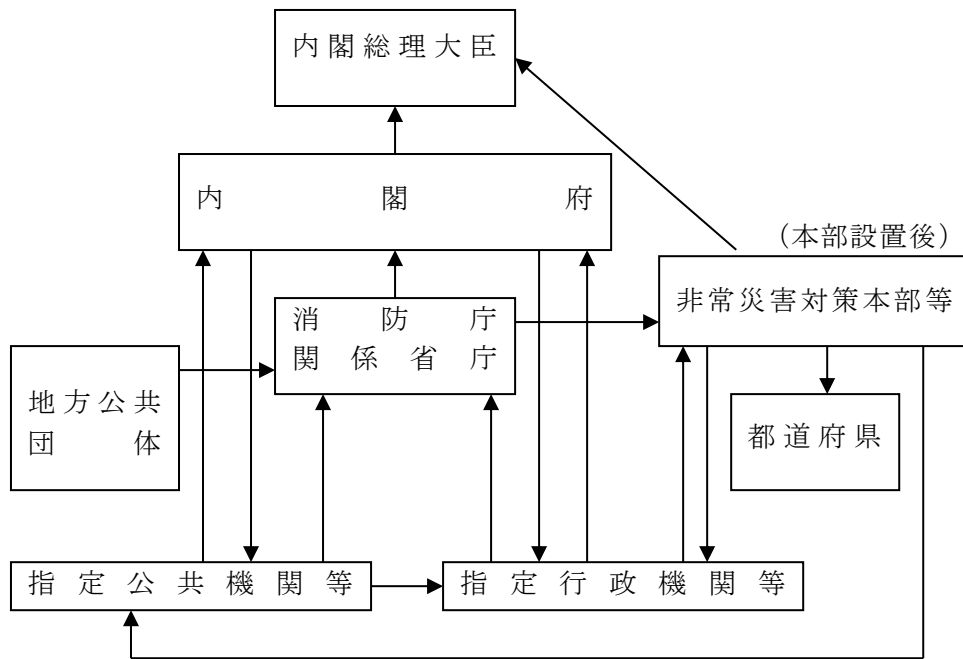 内閣総理大臣
内閣府
（本部設置後）
非常災害対策本部等
消防庁
関係省庁
地方公共
団体
都道府県
指定公共機関等
指定行政機関等